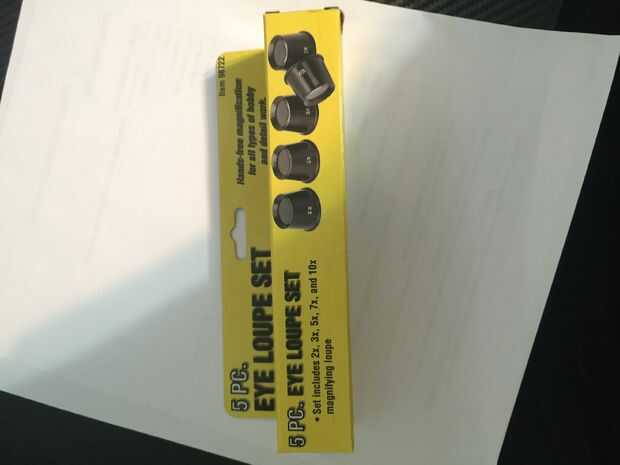 Item 98722
Hands-free magnification
for all types of hobby
and detail work.
5 PC.
EYE LOUPE SET
5 PC. EYE LOUPE SET
• Set includes 2x, 3x, 5x, 7x, and 10x
magnifying loupe